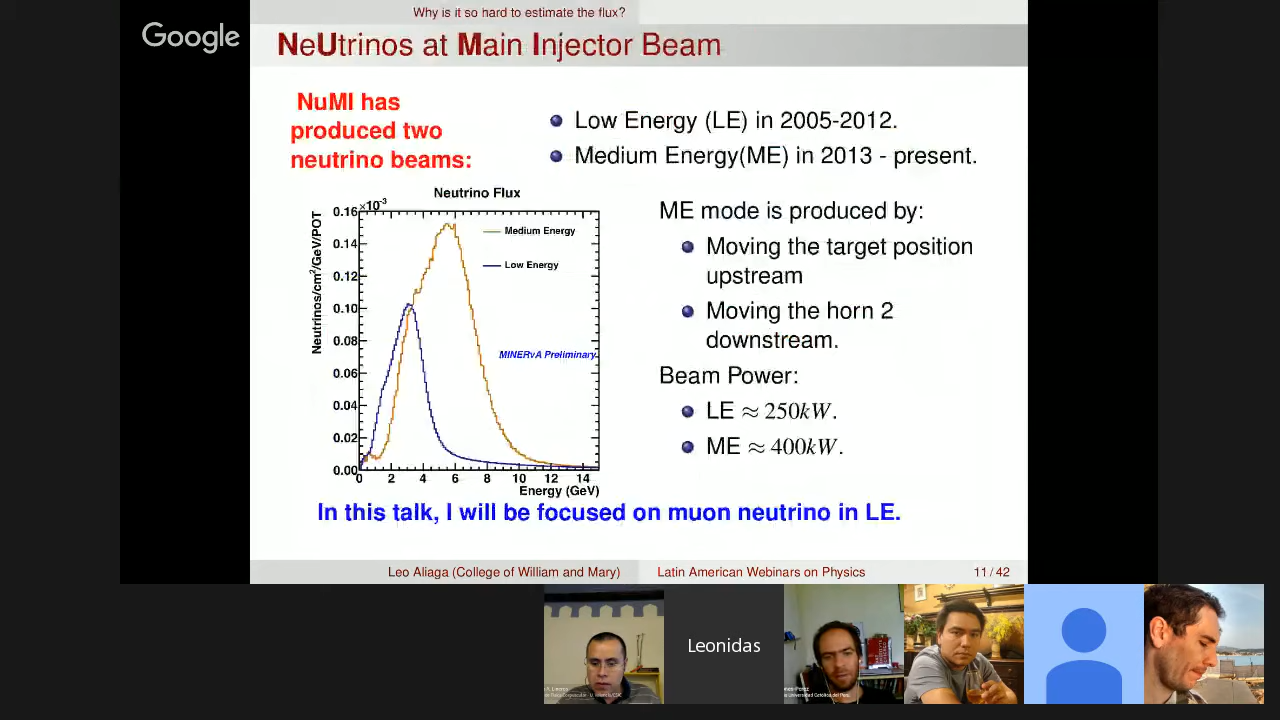 Google
Why is it so hard to estimate the flux?
NeUtrinos at Main Injector Beam
NuMI has
produced two
neutrino beams:
Low Energy (LE) in 2005-2012.
Medium Energy(ME) in 2013 - present.
Neutrino Flux
×10-3
Neutrinos/cm2/GeV/POT
0.16
0.14
0.12
0.10
0.08
0.06
0.04
0.02
0.00
Medium Energy
Low Energy
MINERvA Preliminary
0 2 4 6 8 10 12 14
Energy (GeV)
ME mode is produced by:
Moving the target position
upstream
Moving the horn 2
downstream.
Beam Power:
LE ≈ 250kW.
ME ≈ 400kW.
In this talk, I will be focused on muon neutrino in LE.
Leo Aliaga (College of William and Mary)
Latin American Webinars on Physics
11 / 42
Leonidas